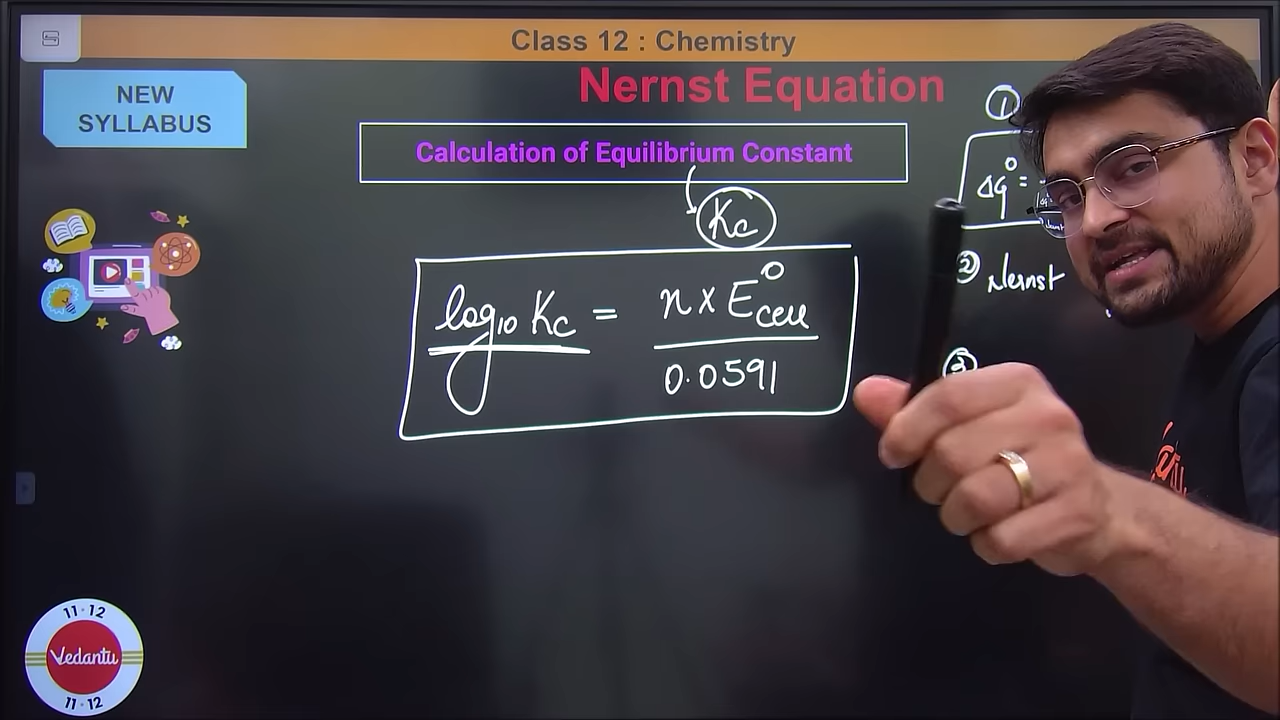 Class 12 : Chemistry
Nernst Equation
NEW
SYLLABUS
Calculation of Equilibrium Constant
Kc
log10 Kc = n x E°cell
0.0591
1
ΔG° =
2 Nernst
3
11-12
Vedantu
11-12